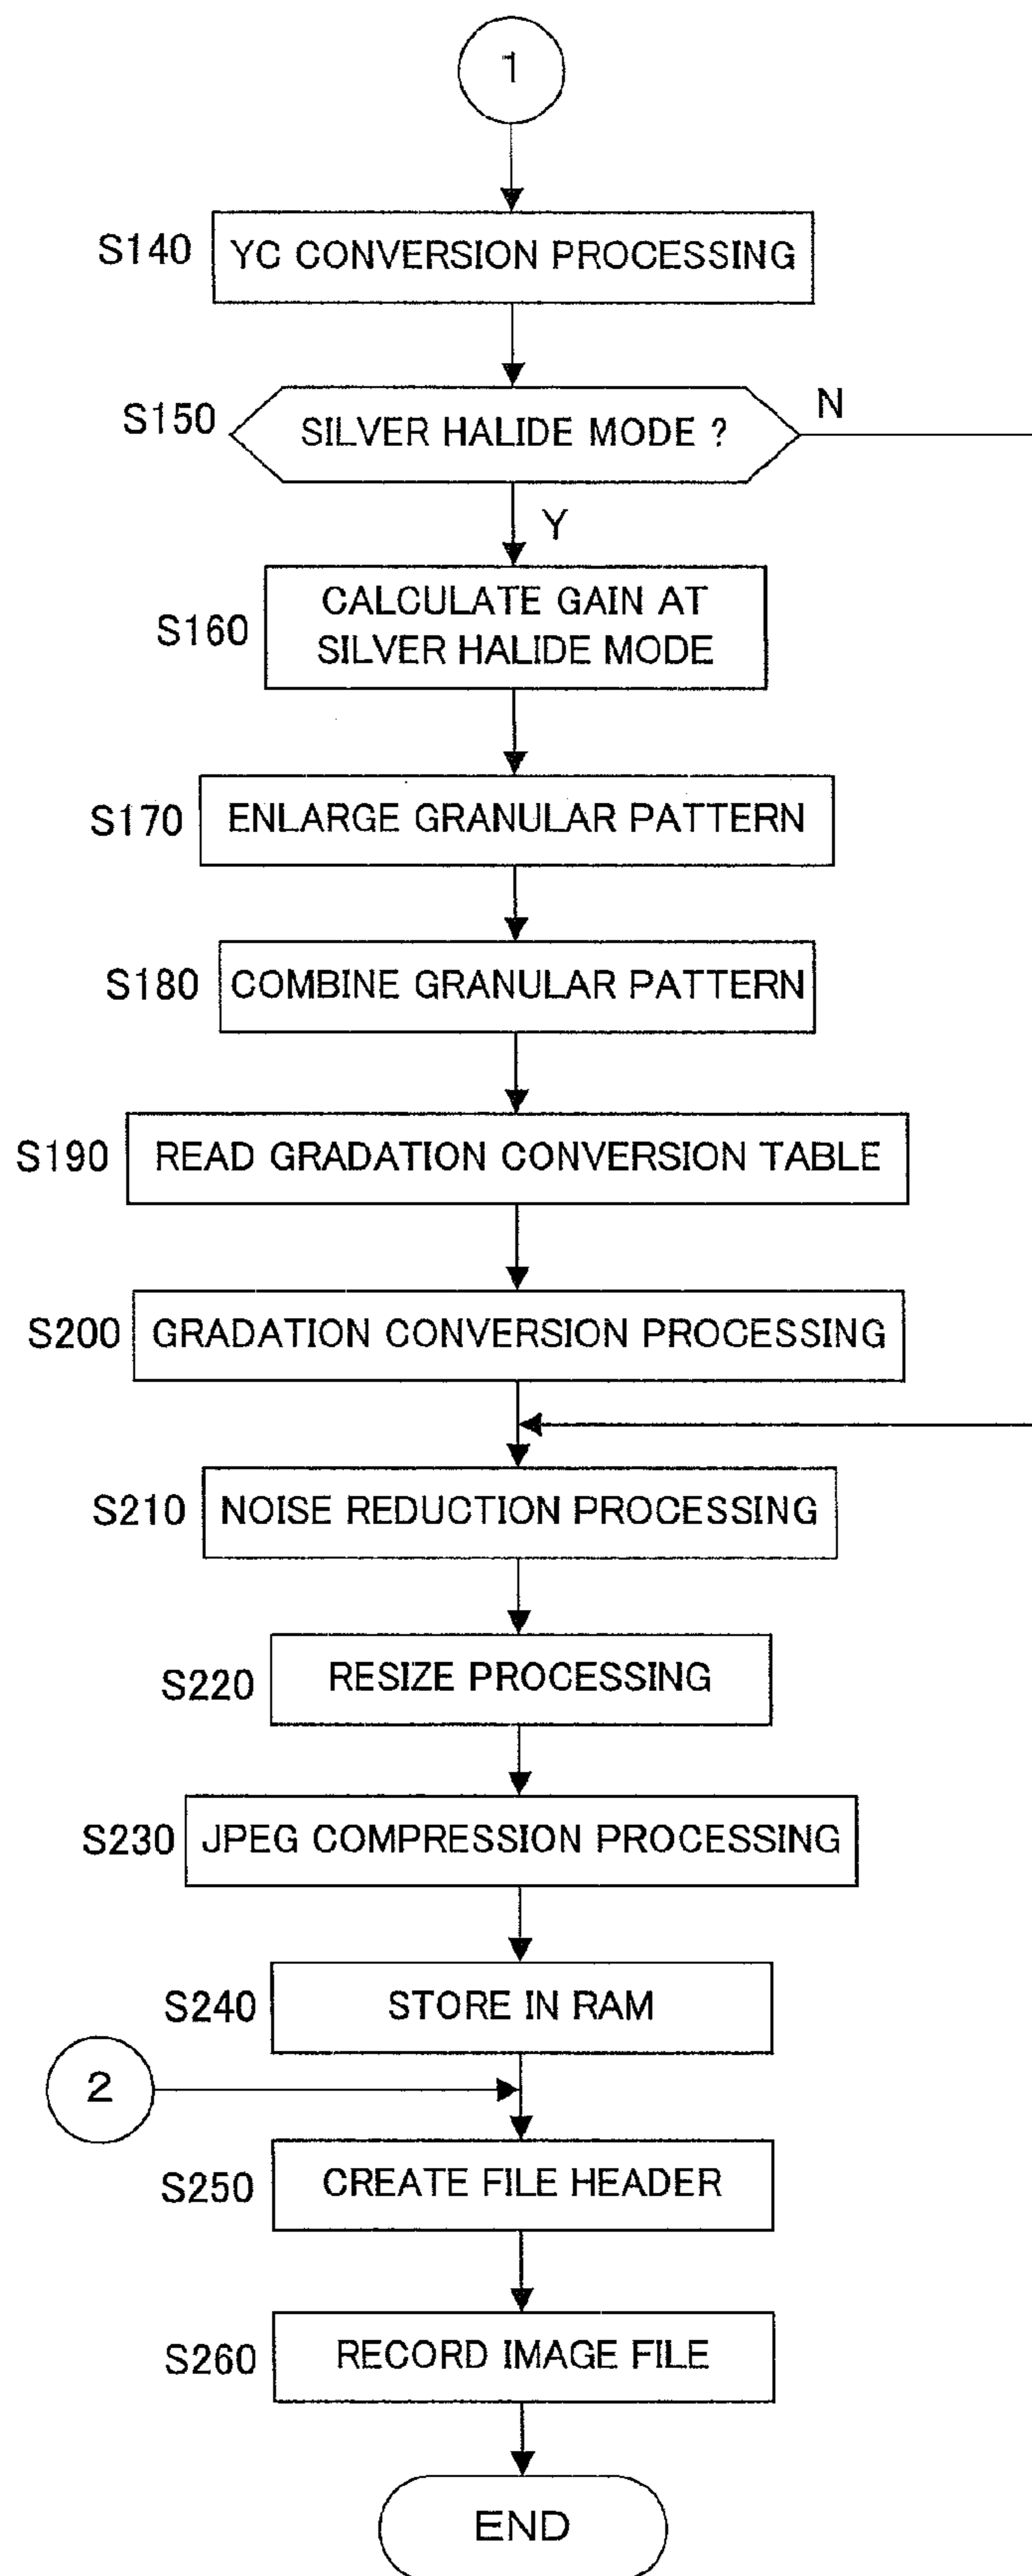 1
S140 YC CONVERSION PROCESSING
S150 SILVER HALIDE MODE ? N
Y
S160 CALCULATE GAIN AT
SILVER HALIDE MODE
S170 ENLARGE GRANULAR PATTERN
S180 COMBINE GRANULAR PATTERN
S190 READ GRADATION CONVERSION TABLE
S200 GRADATION CONVERSION PROCESSING
S210 NOISE REDUCTION PROCESSING
S220 RESIZE PROCESSING
S230 JPEG COMPRESSION PROCESSING
S240 STORE IN RAM
2
S250 CREATE FILE HEADER
S260 RECORD IMAGE FILE
END